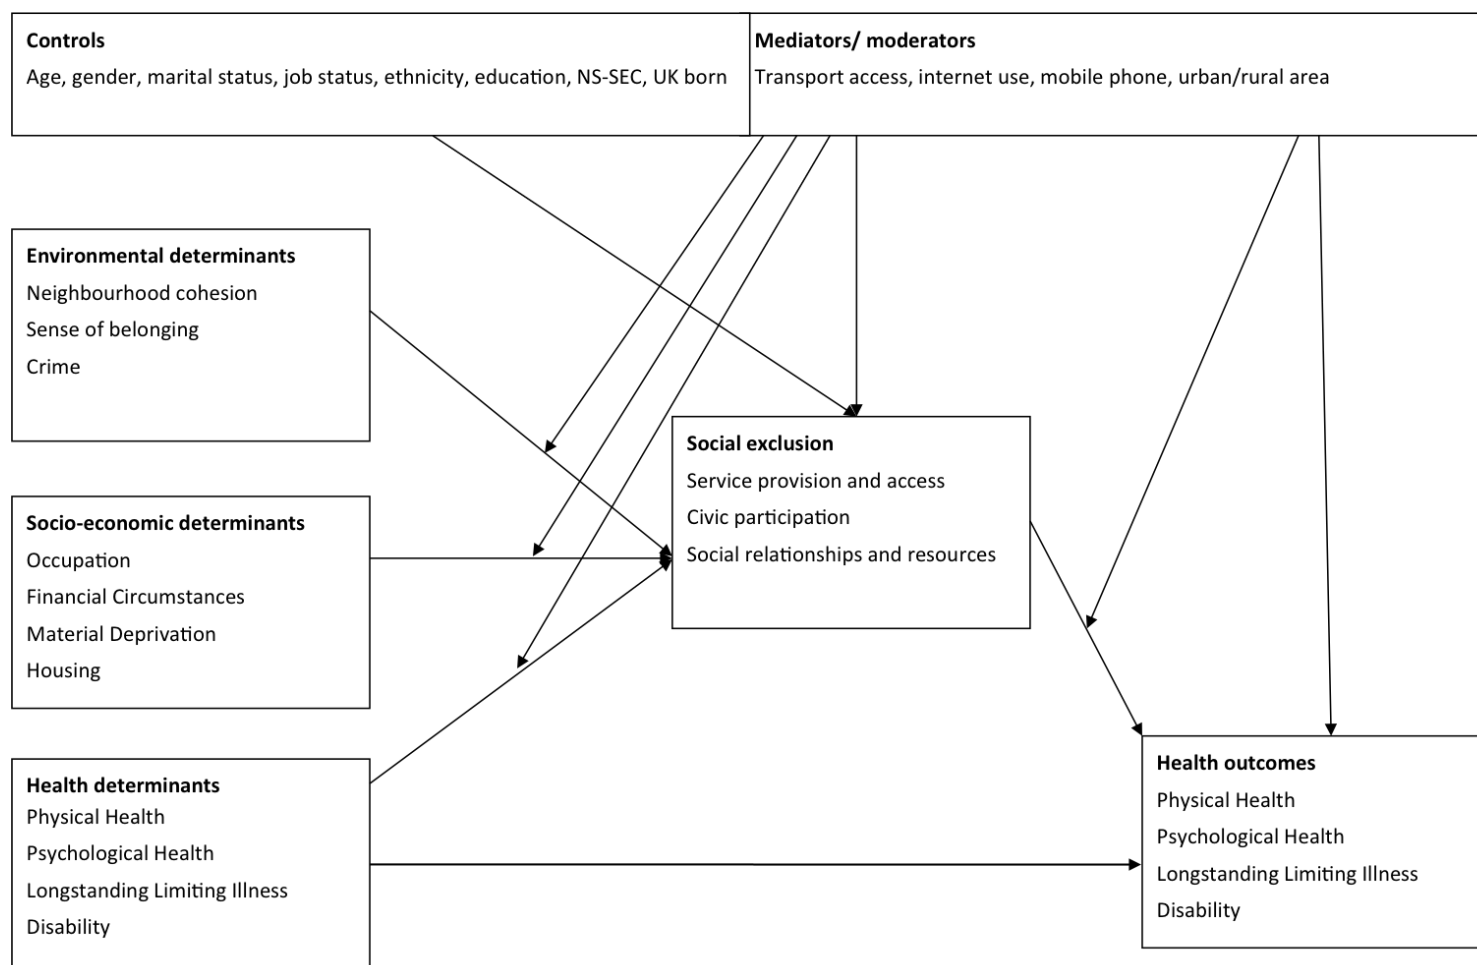 Controls
Age, gender, marital status, job status, ethnicity, education, NS-SEC, UK born
Mediators/ moderators
Transport access, internet use, mobile phone, urban/rural area
Environmental determinants
Neighbourhood cohesion
Sense of belonging
Crime
Social exclusion
Service provision and access
Civic participation
Social relationships and resources
Socio-economic determinants
Occupation
Financial Circumstances
Material Deprivation
Housing
Health determinants
Physical Health
Psychological Health
Longstanding Limiting Illness
Disability
Health outcomes
Physical Health
Psychological Health
Longstanding Limiting Illness
Disability